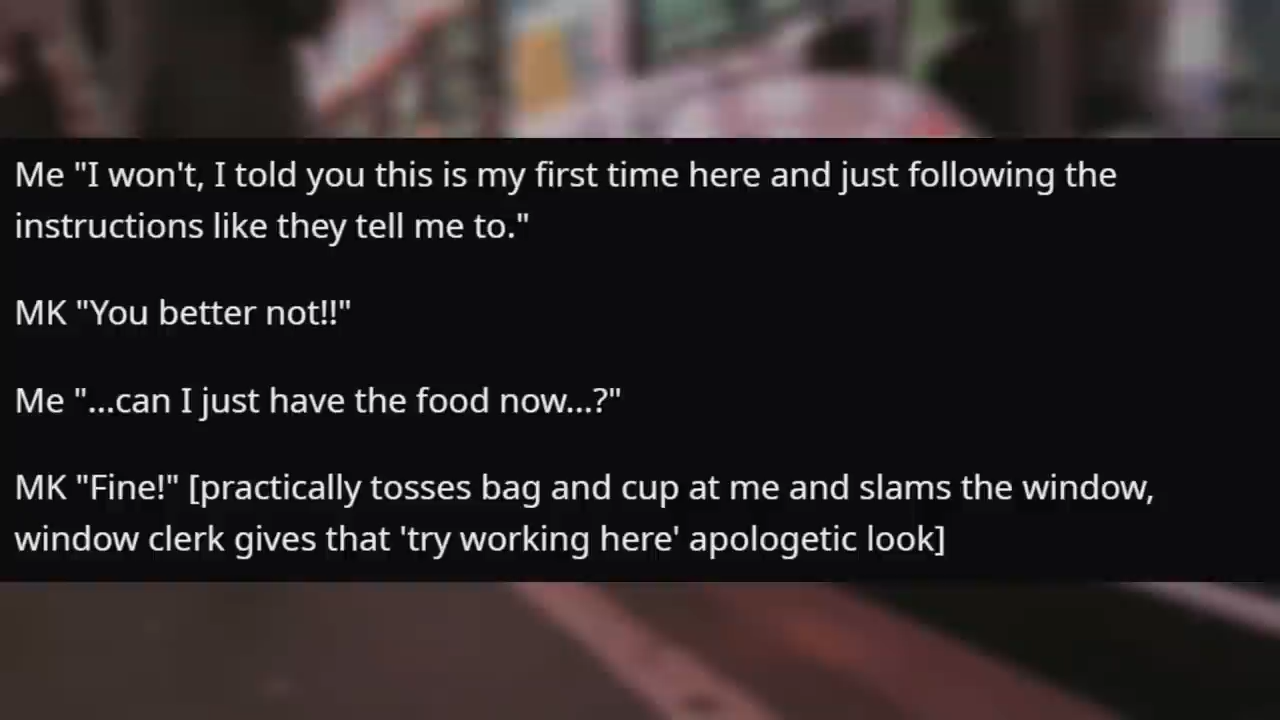 Me "I won't, I told you this is my first time here and just following the
instructions like they tell me to."
MK "You better not!!"
Me "...can I just have the food now...?"
MK "Fine!" [practically tosses bag and cup at me and slams the window,
window clerk gives that 'try working here' apologetic look]